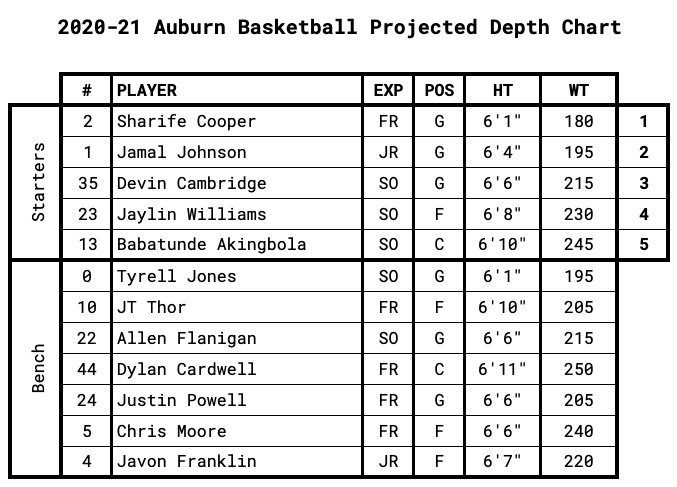 2020-21 Auburn Basketball Projected Depth Chart
# PLAYER EXP POS HT WT
Starters
2 Sharife Cooper FR G 6'1" 180 1
1 Jamal Johnson JR G 6'4" 195 2
35 Devin Cambridge SO G 6'6" 215 3
23 Jaylin Williams SO F 6'8" 230 4
13 Babatunde Akingbola SO C 6'10" 245 5
Bench
0 Tyrell Jones SO G 6'1" 195
10 JT Thor FR F 6'10" 205
22 Allen Flanigan SO G 6'6" 215
44 Dylan Cardwell FR C 6'11" 250
24 Justin Powell FR G 6'6" 205
5 Chris Moore FR F 6'6" 240
4 Javon Franklin JR F 6'7" 220